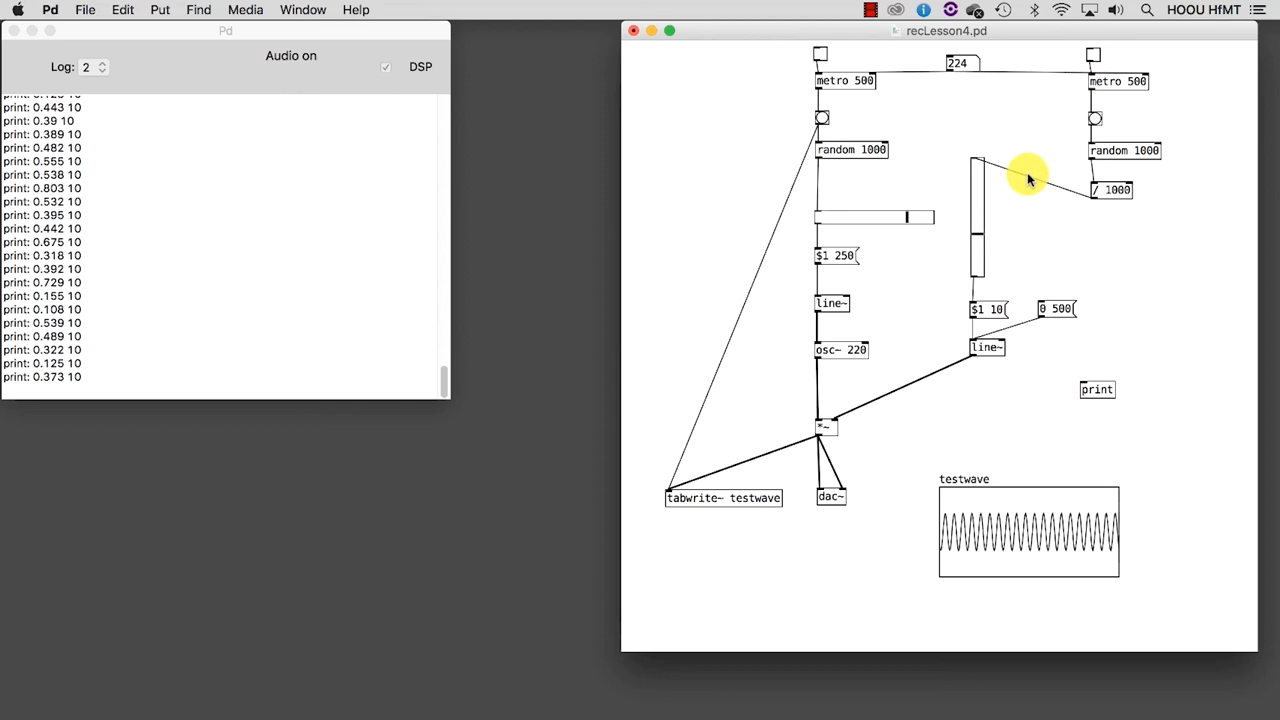 Pd File Edit Put Find Media Window Help HOOU HfMT
Pd
Audio on
Log: 2 DSP
print: 0.443 10
print: 0.39 10
print: 0.389 10
print: 0.482 10
print: 0.555 10
print: 0.538 10
print: 0.803 10
print: 0.532 10
print: 0.395 10
print: 0.442 10
print: 0.675 10
print: 0.318 10
print: 0.392 10
print: 0.729 10
print: 0.155 10
print: 0.108 10
print: 0.539 10
print: 0.489 10
print: 0.322 10
print: 0.125 10
print: 0.373 10
recLesson4.pd
224
metro 500
metro 500
random 1000
random 1000
/ 1000
$1 250
line~
$1 10
0 500
osc~ 220
line~
print
*~
testwave
tabwrite~ testwave
dac~